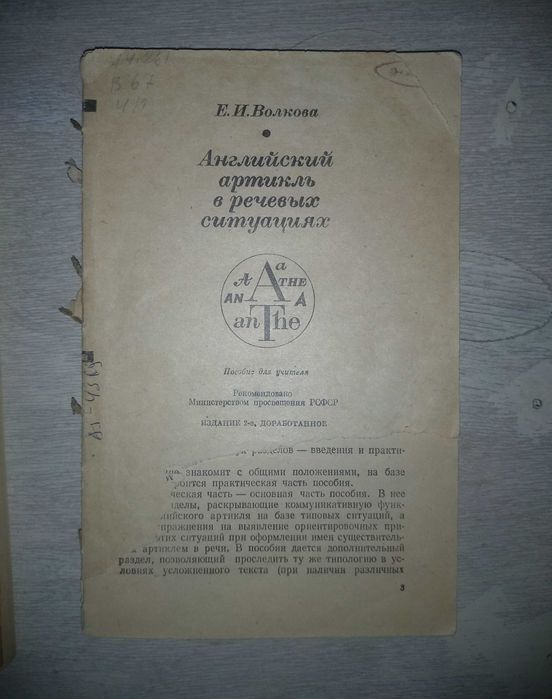 В 67
Е. И. Волкова
Английский
артикль
в речевых
ситуациях
a
A A THE
AN A
an The
Пособие для учителя
Рекомендовано
Министерством просвещения РСФСР
ИЗДАНИЕ 2-е, ДОРАБОТАННОЕ
разделов — введения и практи-
знакомит с общими положениями, на базе
роится практическая часть пособия.
ческая часть — основная часть пособия. В нее
делы, раскрывающие коммуникативную функ-
лийского артикля на базе типовых ситуаций, а
пражнения на выявление ориентировочных при-
тих ситуаций при оформлении имен существитель-
артиклем в речи. В пособии дается дополнительный
раздел, позволяющий проследить ту же типологию в ус-
ловиях усложненного текста (при наличии различных
3